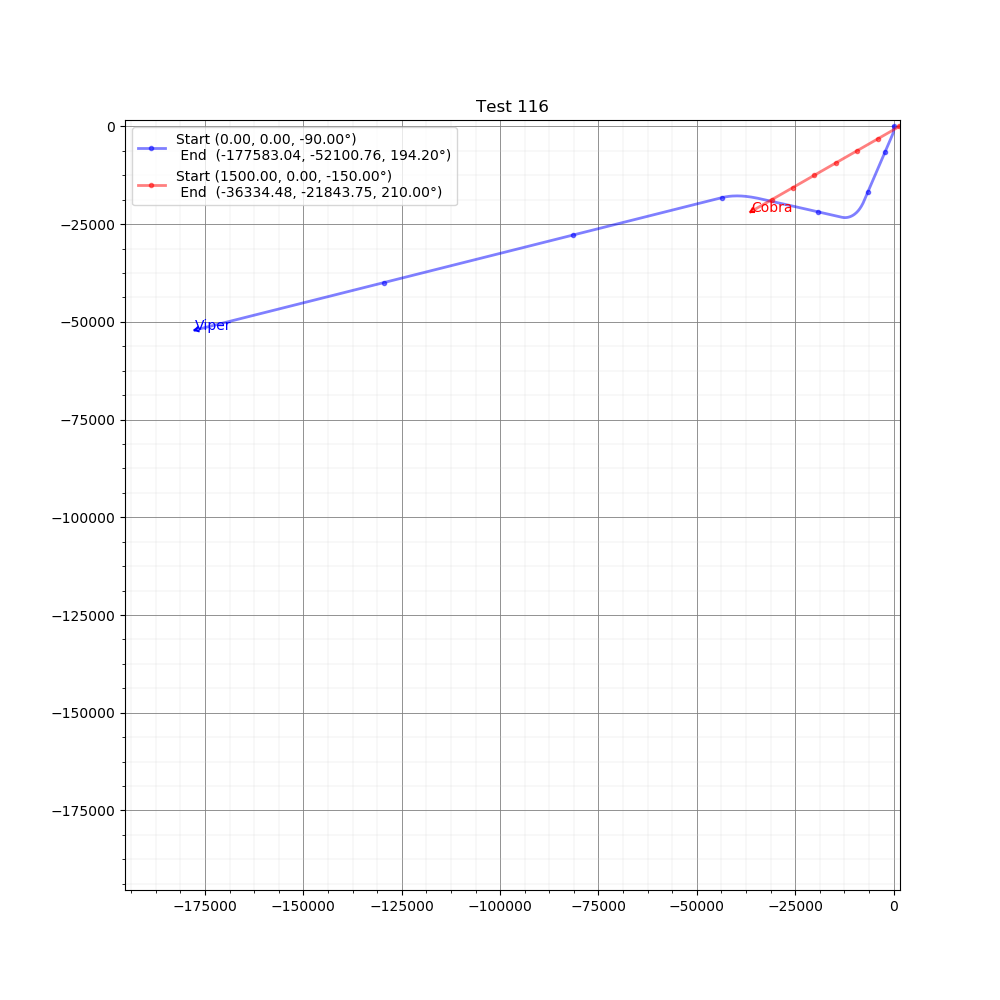 Test 116
Start (0.00, 0.00, -90.00°)
End (-177583.04, -52100.76, 194.20°)
Start (1500.00, 0.00, -150.00°)
End (-36334.48, -21843.75, 210.00°)
Cobra
Viper
0
−25000
−50000
−75000
−100000
−125000
−150000
−175000
−175000 −150000 −125000 −100000 −75000 −50000 −25000 0